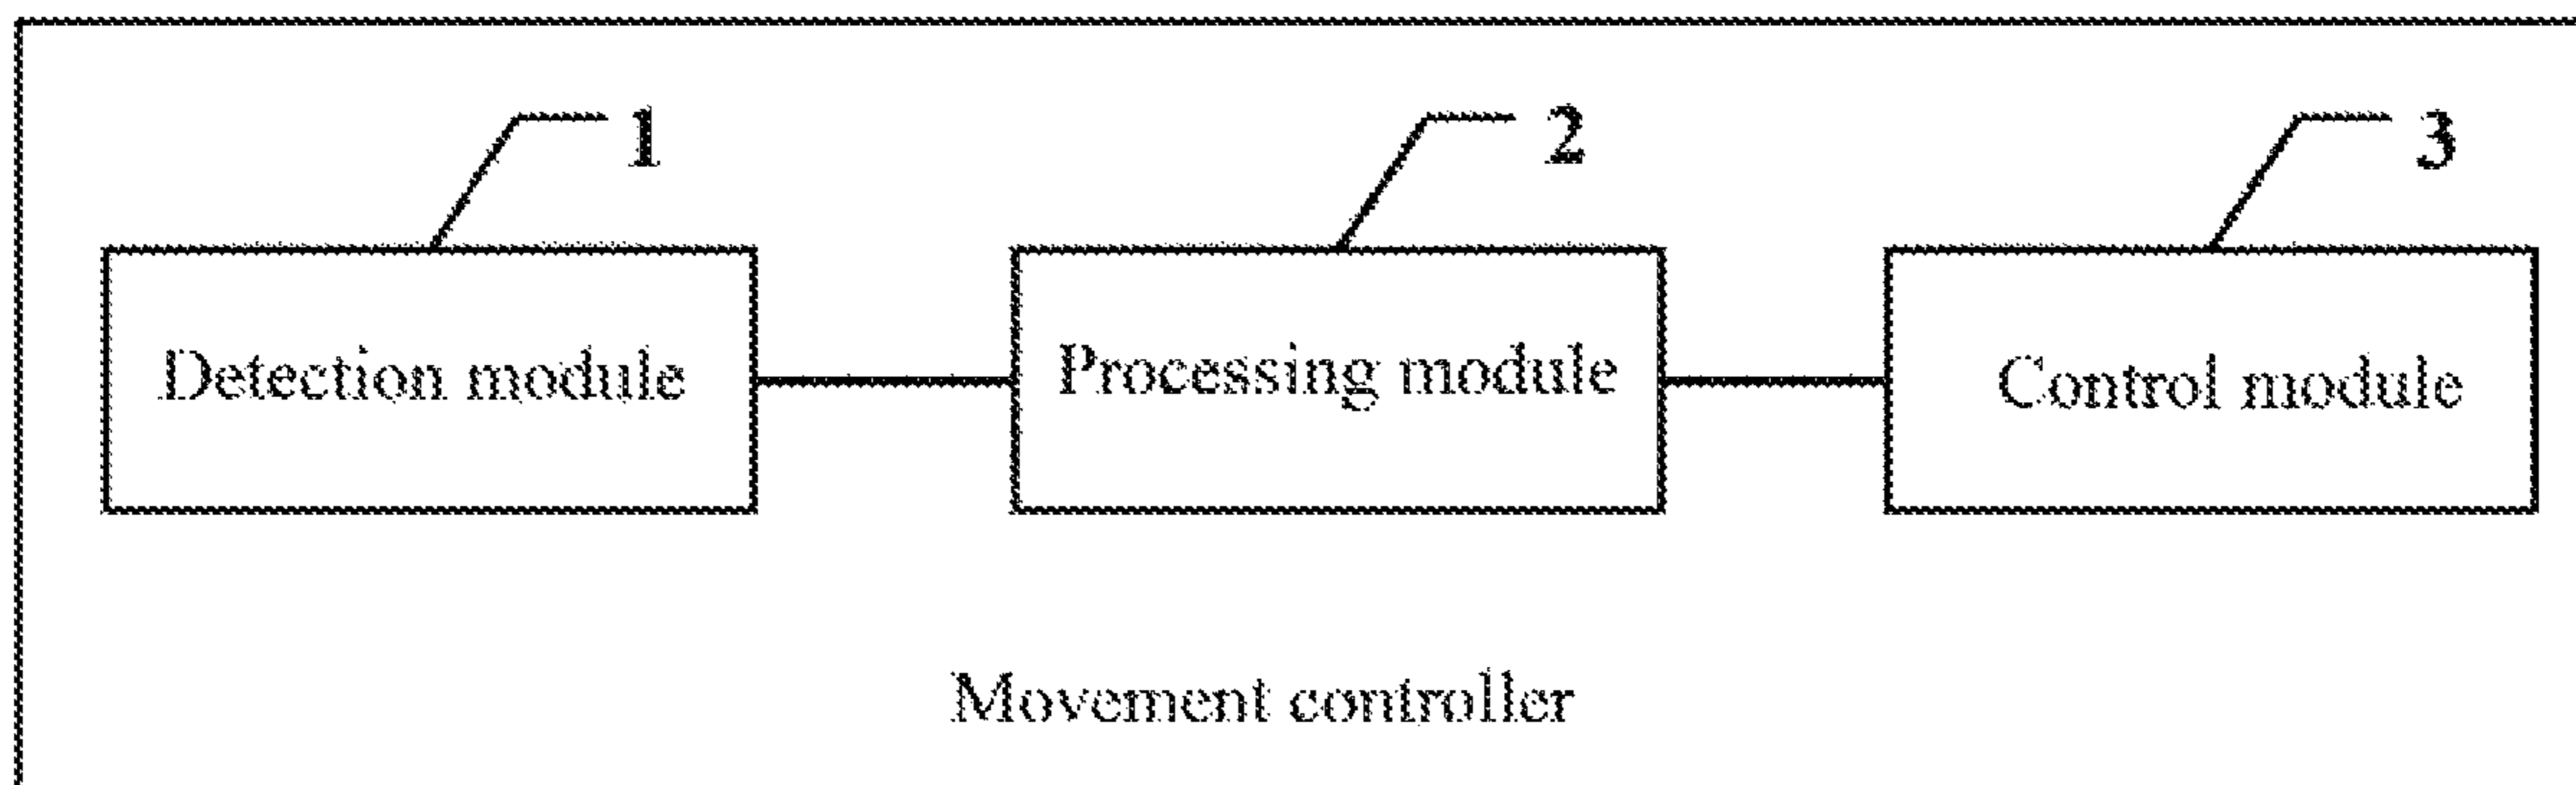 1 2 3
Detection module Processing module Control module
Movement controller